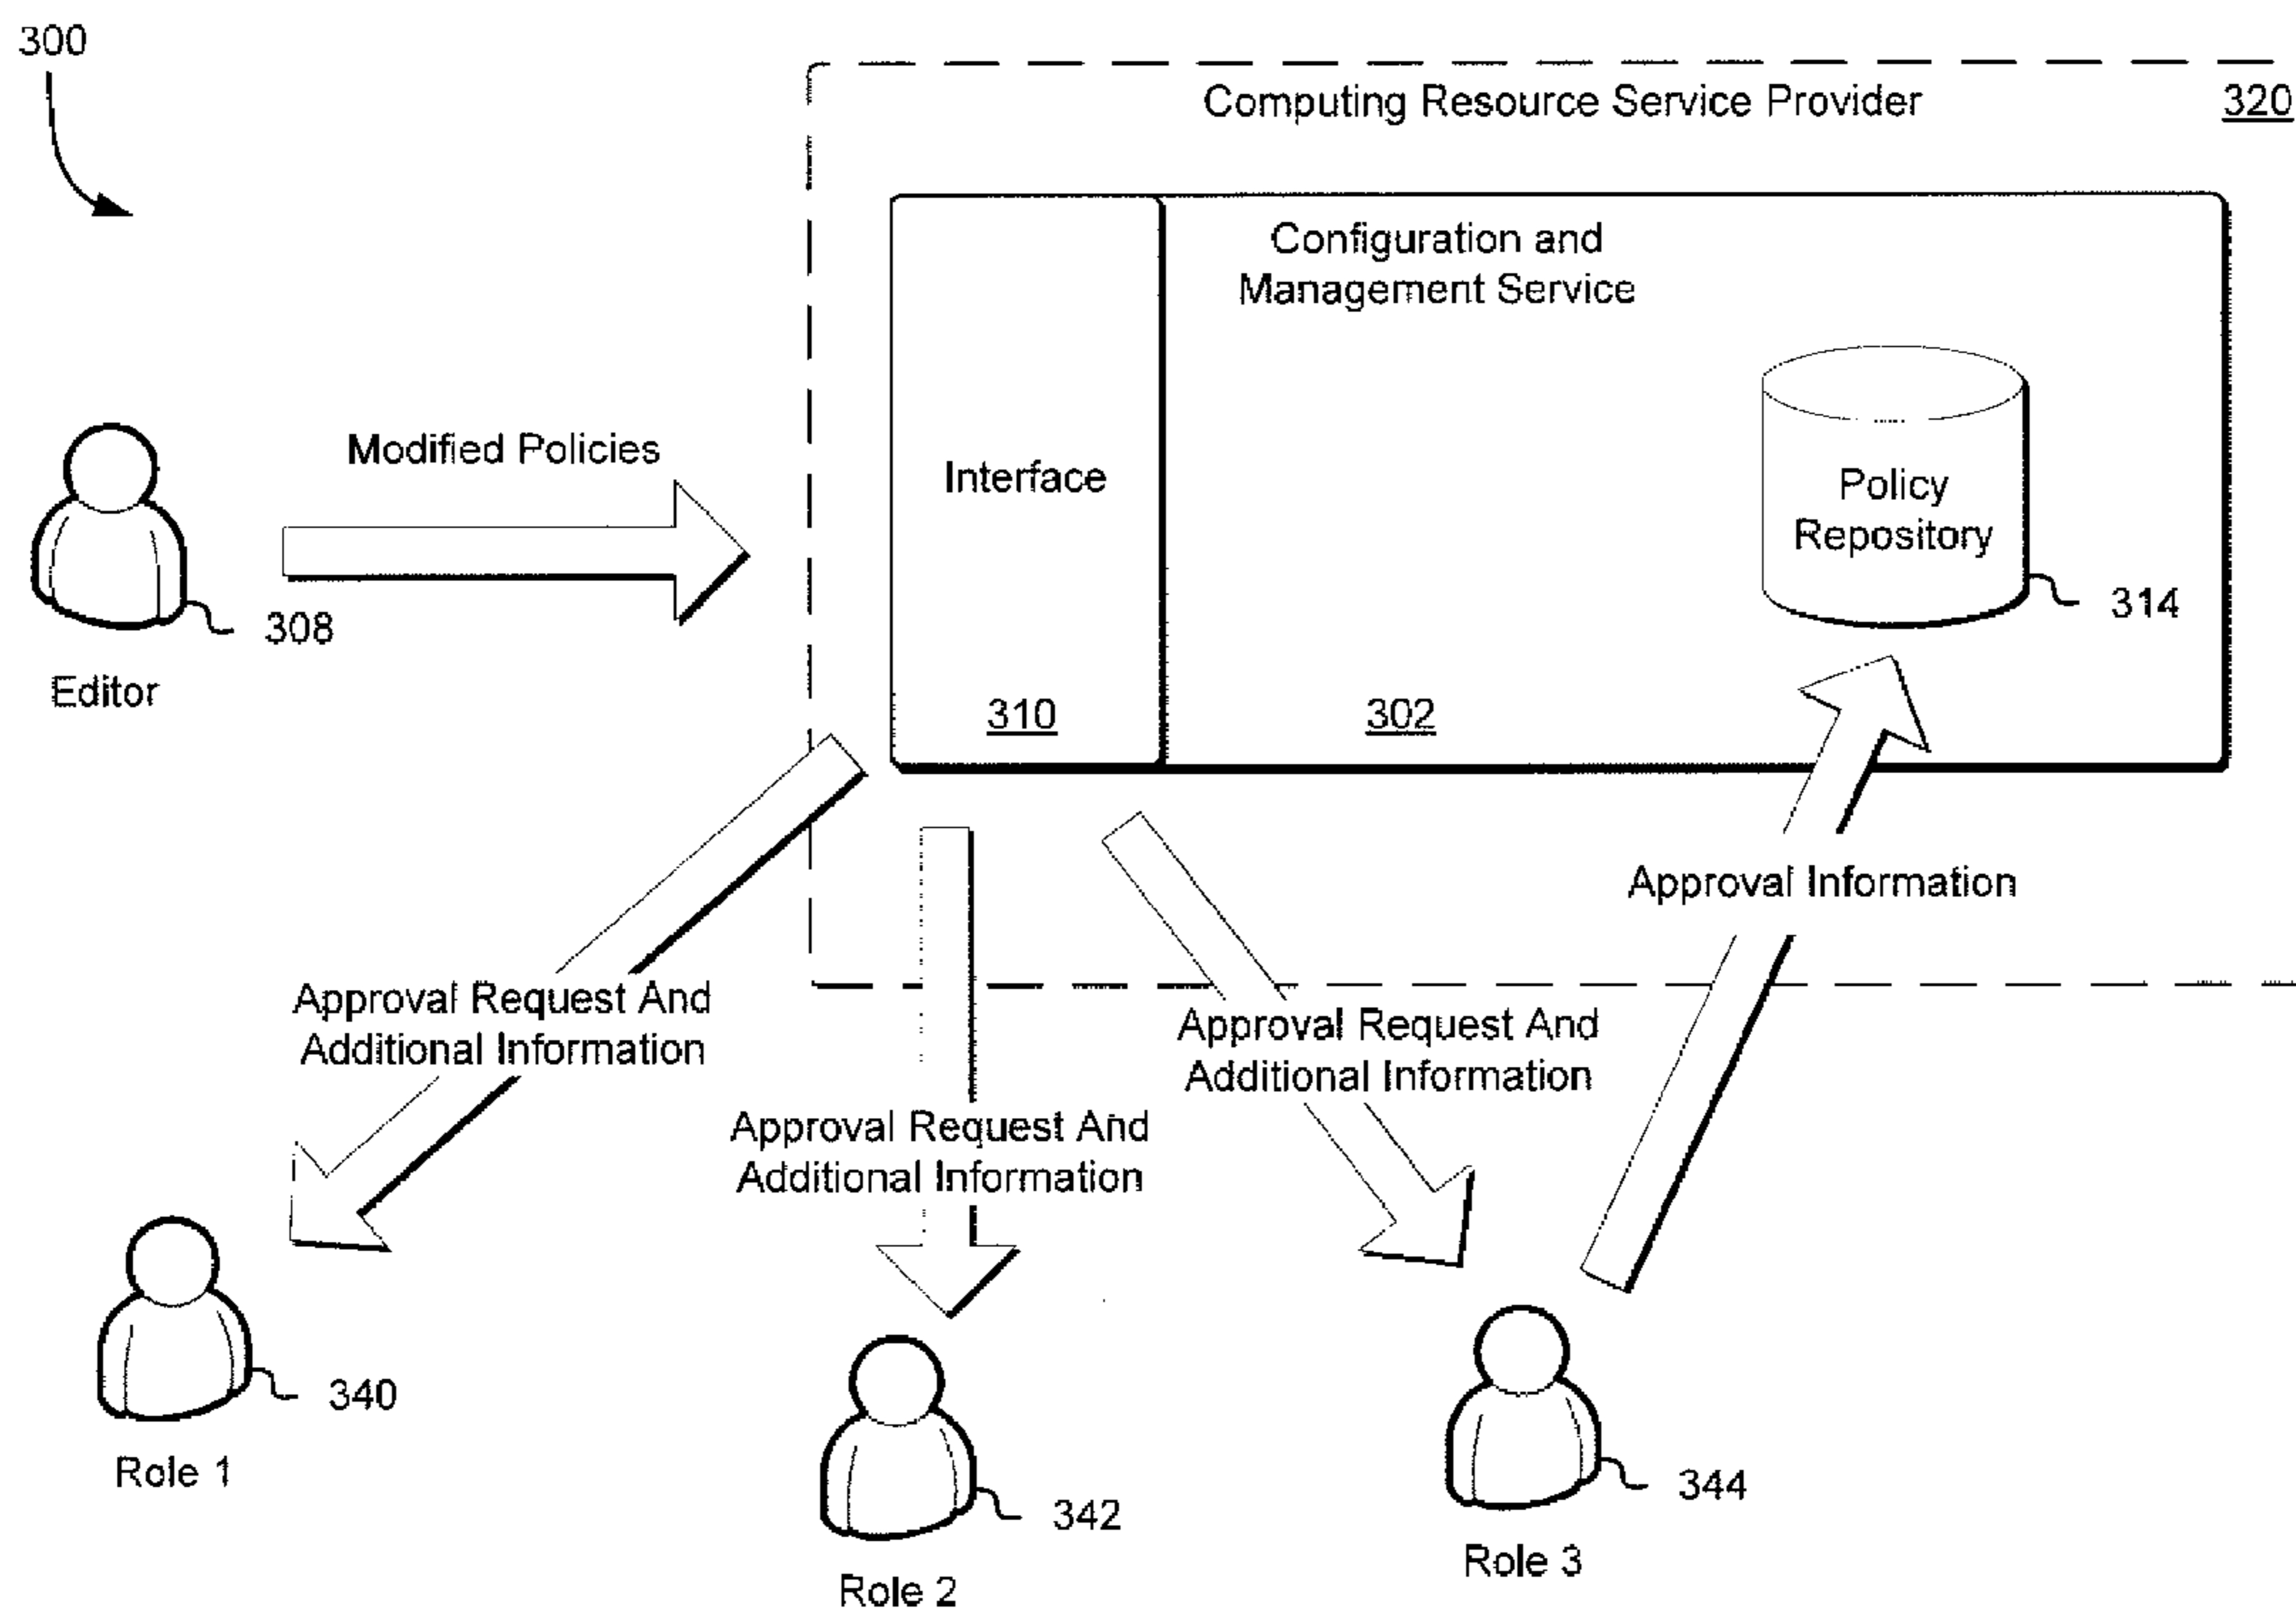 300
Computing Resource Service Provider 320
Configuration and
Management Service
Modified Policies
Interface
Policy
Repository
314
308
Editor
310
302
Approval Information
Approval Request And
Additional Information
Approval Request And
Additional Information
Approval Request And
Additional Information
340
Role 1
342
Role 2
344
Role 3